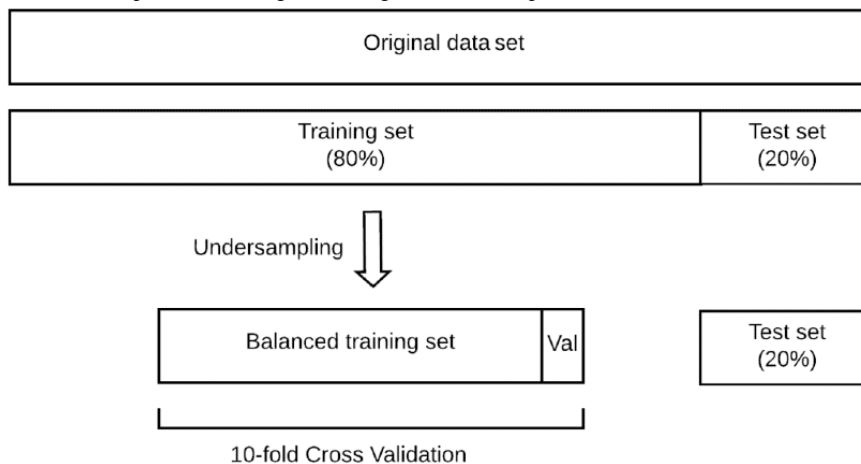 Original data set
Training set
(80%)
Test set
(20%)
Undersampling
Balanced training set
Val
Test set
(20%)
10-fold Cross Validation